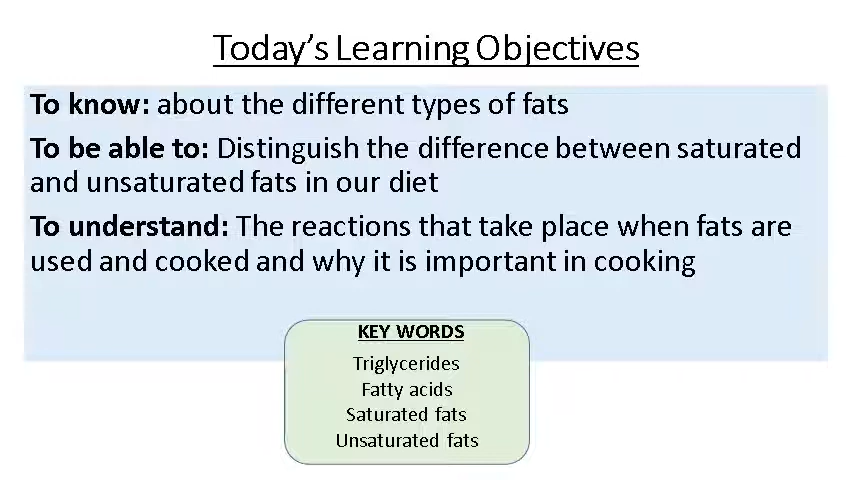 Today’s Learning Objectives
To know: about the different types of fats
To be able to: Distinguish the difference between saturated
and unsaturated fats in our diet
To understand: The reactions that take place when fats are
used and cooked and why it is important in cooking
KEY WORDS
Triglycerides
Fatty acids
Saturated fats
Unsaturated fats